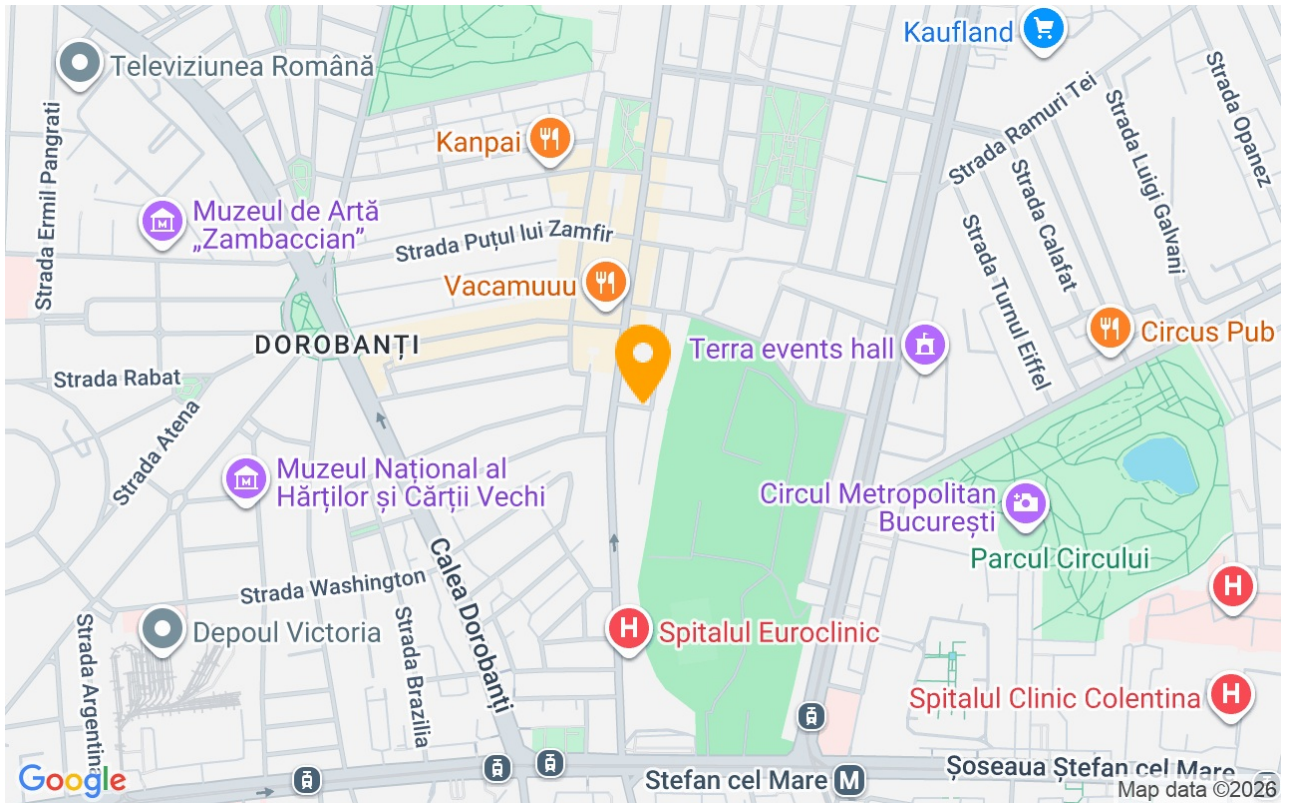 Kaufland
Televiziunea Română
Strada Opanez
Strada Ramuri Tei
Strada Luigi Galvani
Strada Ermil Pangrati
Kanpai
Strada Calafat
Muzeul de Artă
„Zambaccian”
Strada Puțul lui Zamfir
Strada Turnul Eiffel
Vacamuuu
Circus Pub
DOROBANȚI
Terra events hall
Strada Rabat
Strada Atena
Muzeul Național al
Hărților și Cărții Vechi
Circul Metropolitan
București
Parcul Circului
Calea Dorobanți
Strada Washington
H
Depoul Victoria
H
Spitalul Euroclinic
Strada Argentina
Strada Brazilia
Spitalul Clinic Colentina
H
Ștefan cel Mare
M
Șoseaua Ștefan cel Mare
Google
Map data ©2026